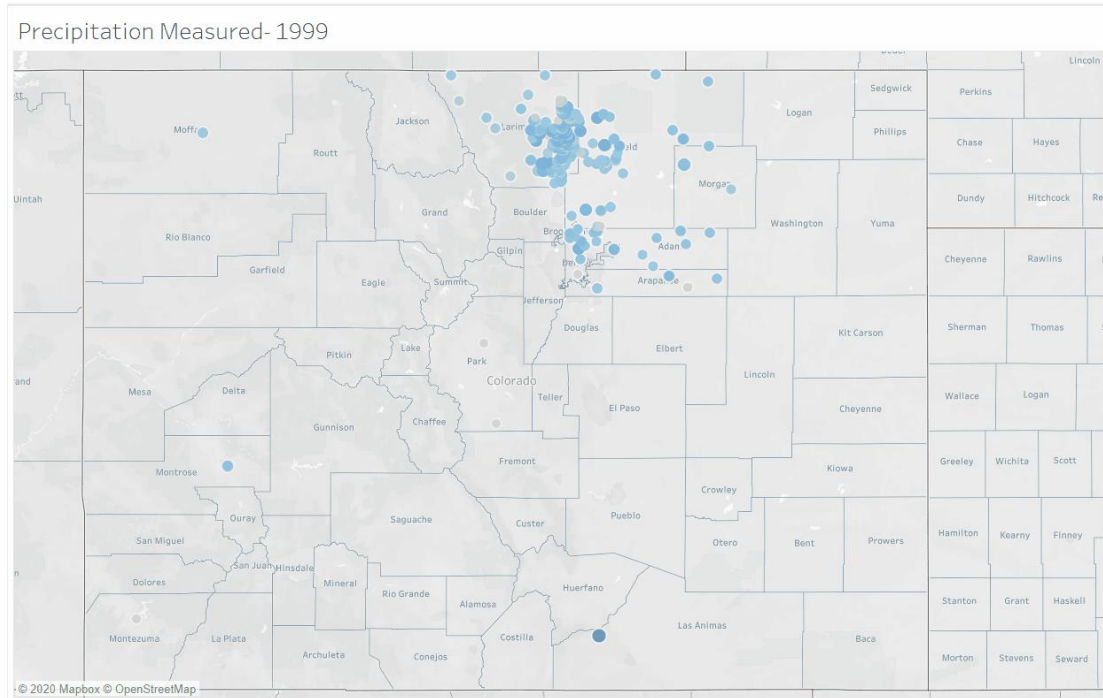 Precipitation Measured- 1999
Lincoln
Sedgwick
Perkins
Logan
Jackson
Moffa
Phillips
Chase
Hayes
Routt
Morgan
Uintah
Dundy
Hitchcock
Re
Grand
Boulder
Washington
Yuma
Rio Blanco
Adan
Gilpin
Cheyenne
Rawlins
Garfield
Eagle
Summit
Arapa
Jefferson
Douglas
Kit Carson
Sherman
Thomas
Lake
Elbert
Pitkin
Park
Lincoln
Colorado
and
Mesa
Delta
Teller
Wallace
Logan
El Paso
Cheyenne
Chaffee
Gunnison
Fremont
Greeley
Wichita
Scott
Kiowa
Montrose
Crowley
Pueblo
Ouray
Saguache
Custer
Hamilton
Kearny
Finney
San Miguel
Otero
Bent
Prowers
San Juan
Hinsdale
n
Dolores
Mineral
Huerfano
Rio Grande
Alamosa
Stanton
Grant
Haskell
Las Animas
Montezuma
La Plata
Costilla
Baca
Archuleta
Conejos
Morton
Stevens
Seward
© 2020 Mapbox © OpenStreetMap